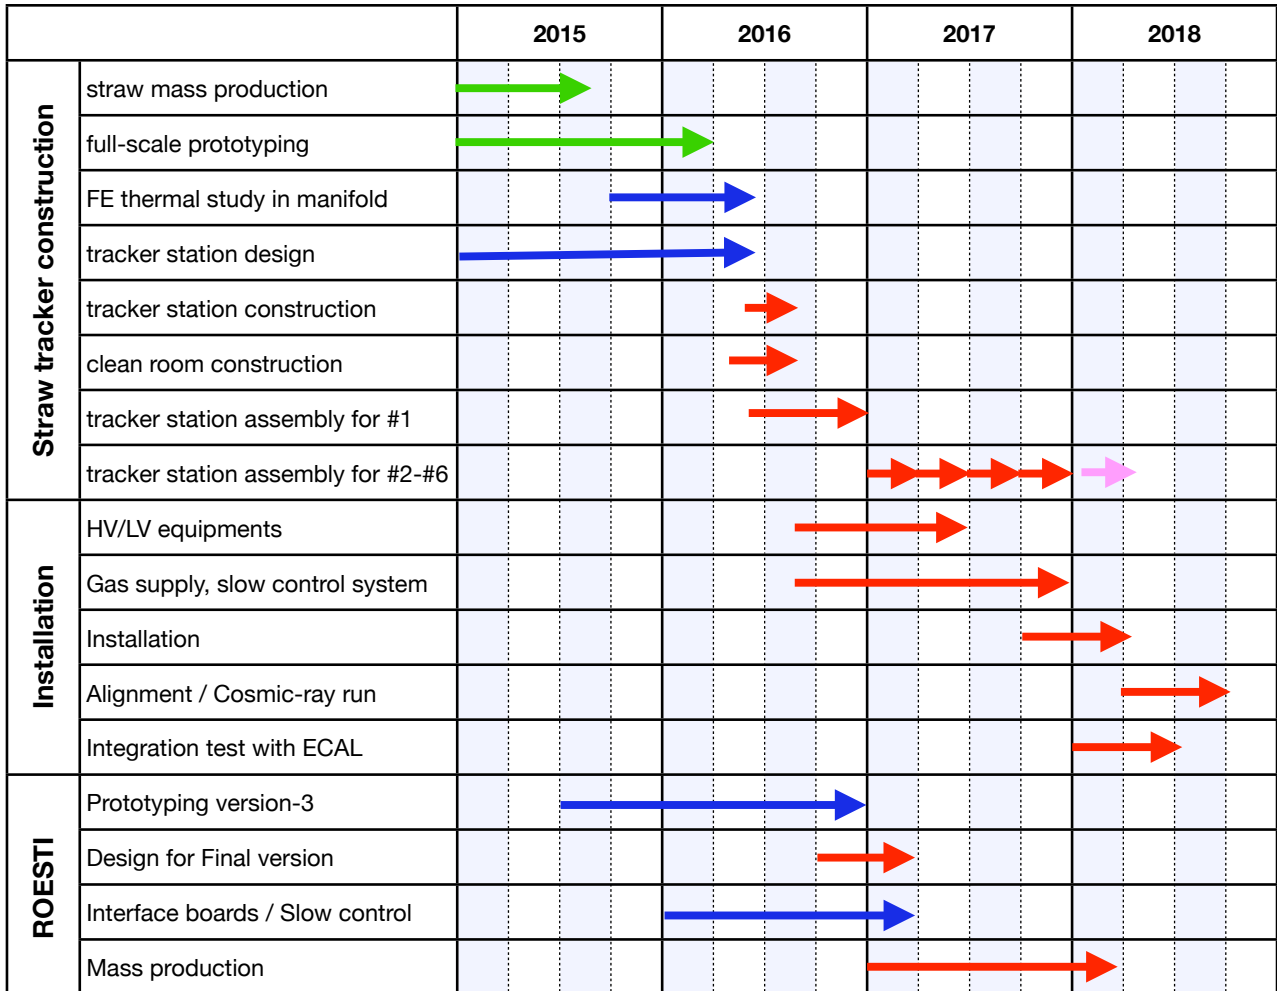 2015 2016 2017 2018
Straw tracker construction
straw mass production
full-scale prototyping
FE thermal study in manifold
tracker station design
tracker station construction
clean room construction
tracker station assembly for #1
tracker station assembly for #2-#6
Installation
HV/LV equipments
Gas supply, slow control system
Installation
Alignment / Cosmic-ray run
Integration test with ECAL
ROESTI
Prototyping version-3
Design for Final version
Interface boards / Slow control
Mass production